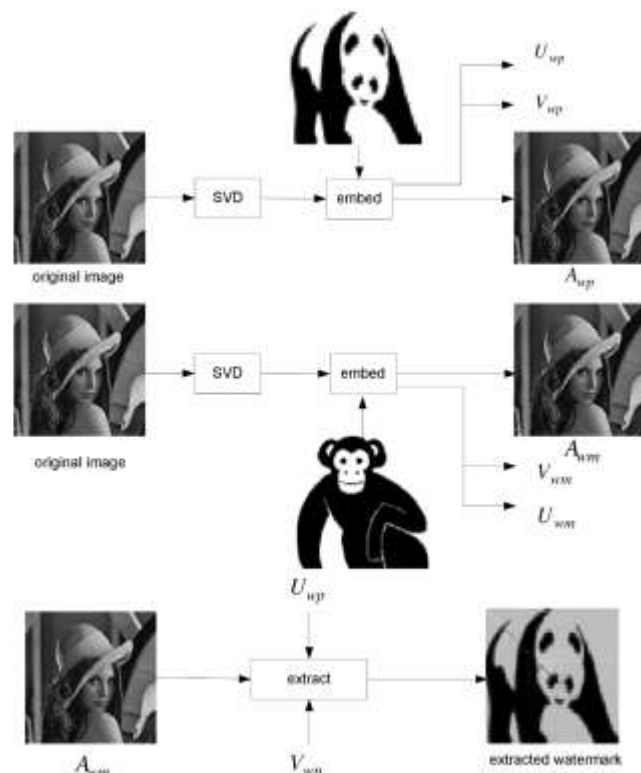 U_wp
V_wp
SVD
embed
original image
A_wp
SVD
embed
original image
A_wm
V_wm
U_wm
U_wp
extract
A_wm
V_wp
extracted watermark